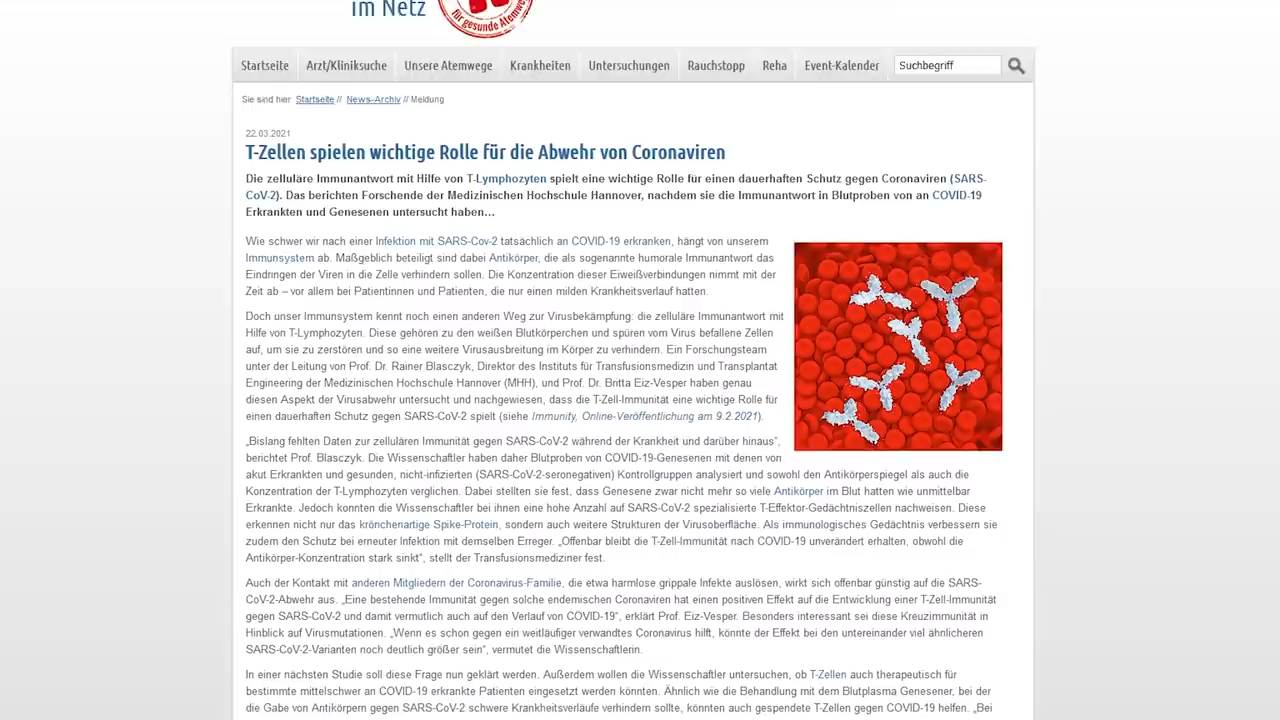 im Netz
für gesunde Atemwege
Startseite Arzt/Kliniksuche Unsere Atemwege Krankheiten Untersuchungen Rauchstopp Reha Event-Kalender Suchbegriff
Sie sind hier Startseite // News-Archiv // Meldung
22.03.2021
T-Zellen spielen wichtige Rolle für die Abwehr von Coronaviren
Die zelluläre Immunantwort mit Hilfe von T-Lymphozyten spielt eine wichtige Rolle für einen dauerhaften Schutz gegen Coronaviren (SARS-
CoV-2). Das berichten Forschende der Medizinischen Hochschule Hannover, nachdem sie die Immunantwort in Blutproben von an COVID-19
Erkrankten und Genesenen untersucht haben…
Wie schwer wir nach einer Infektion mit SARS-Cov-2 tatsächlich an COVID-19 erkranken, hängt von unserem
Immunsystem ab. Maßgeblich beteiligt sind dabei Antikörper, die als sogenannte humorale Immunantwort das
Eindringen der Viren in die Zelle verhindern sollen. Die Konzentration dieser Eiweißverbindungen nimmt mit der
Zeit ab – vor allem bei Patientinnen und Patienten, die nur einen milden Krankheitsverlauf hatten.
Doch unser Immunsystem kennt noch einen anderen Weg zur Virusbekämpfung: die zelluläre Immunantwort mit
Hilfe von T-Lymphozyten. Diese gehören zu den weißen Blutkörperchen und spüren vom Virus befallene Zellen
auf, um sie zu zerstören und so eine weitere Virusausbreitung im Körper zu verhindern. Ein Forschungsteam
unter der Leitung von Prof. Dr. Rainer Blasczyk, Direktor des Instituts für Transfusionsmedizin und Transplantat
Engineering der Medizinischen Hochschule Hannover (MHH), und Prof. Dr. Britta Eiz-Vesper haben genau
diesen Aspekt der Virusabwehr untersucht und nachgewiesen, dass die T-Zell-Immunität eine wichtige Rolle für
einen dauerhaften Schutz gegen SARS-CoV-2 spielt (siehe Immunity, Online-Veröffentlichung am 9.2.2021).
„Bislang fehlten Daten zur zellulären Immunität gegen SARS-CoV-2 während der Krankheit und darüber hinaus“,
berichtet Prof. Blasczyk. Die Wissenschaftler haben daher Blutproben von COVID-19-Genesenen mit denen von
akut Erkrankten und gesunden, nicht-infizierten (SARS-CoV-2-seronegativen) Kontrollgruppen analysiert und sowohl den Antikörperspiegel als auch die
Konzentration der T-Lymphozyten verglichen. Dabei stellten sie fest, dass Genesene zwar nicht mehr so viele Antikörper im Blut hatten wie unmittelbar
Erkrankte. Jedoch konnten die Wissenschaftler bei ihnen eine hohe Anzahl auf SARS-CoV-2 spezialisierte T-Effektor-Gedächtniszellen nachweisen. Diese
erkennen nicht nur das krönchenartige Spike-Protein, sondern auch weitere Strukturen der Virusoberfläche. Als immunologisches Gedächtnis verbessern sie
zudem den Schutz bei erneuter Infektion mit demselben Erreger. „Offenbar bleibt die T-Zell-Immunität nach COVID-19 unverändert erhalten, obwohl die
Antikörper-Konzentration stark sinkt“, stellt der Transfusionsmediziner fest.
Auch der Kontakt mit anderen Mitgliedern der Coronavirus-Familie, die etwa harmlose grippale Infekte auslösen, wirkt sich offenbar günstig auf die SARS-
CoV-2-Abwehr aus. „Eine bestehende Immunität gegen solche endemischen Coronaviren hat einen positiven Effekt auf die Entwicklung einer T-Zell-Immunität
gegen SARS-CoV-2 und damit vermutlich auch auf den Verlauf von COVID-19“, erklärt Prof. Eiz-Vesper. Besonders interessant sei diese Kreuzimmunität in
Hinblick auf Virusmutationen. „Wenn es schon gegen ein weitläufiger verwandtes Coronavirus hilft, könnte der Effekt bei den untereinander viel ähnlicheren
SARS-CoV-2-Varianten noch deutlich größer sein“, vermutet die Wissenschaftlerin.
In einer nächsten Studie soll diese Frage nun geklärt werden. Außerdem wollen die Wissenschaftler untersuchen, ob T-Zellen auch therapeutisch für
bestimmte mittelschwer an COVID-19 erkrankte Patienten eingesetzt werden könnten. Ähnlich wie die Behandlung mit dem Blutplasma Genesener, bei der
die Gabe von Antikörpern gegen SARS-CoV-2 schwere Krankheitsverläufe verhindern sollte, könnten auch gespendete T-Zellen gegen COVID-19 helfen. „Bei